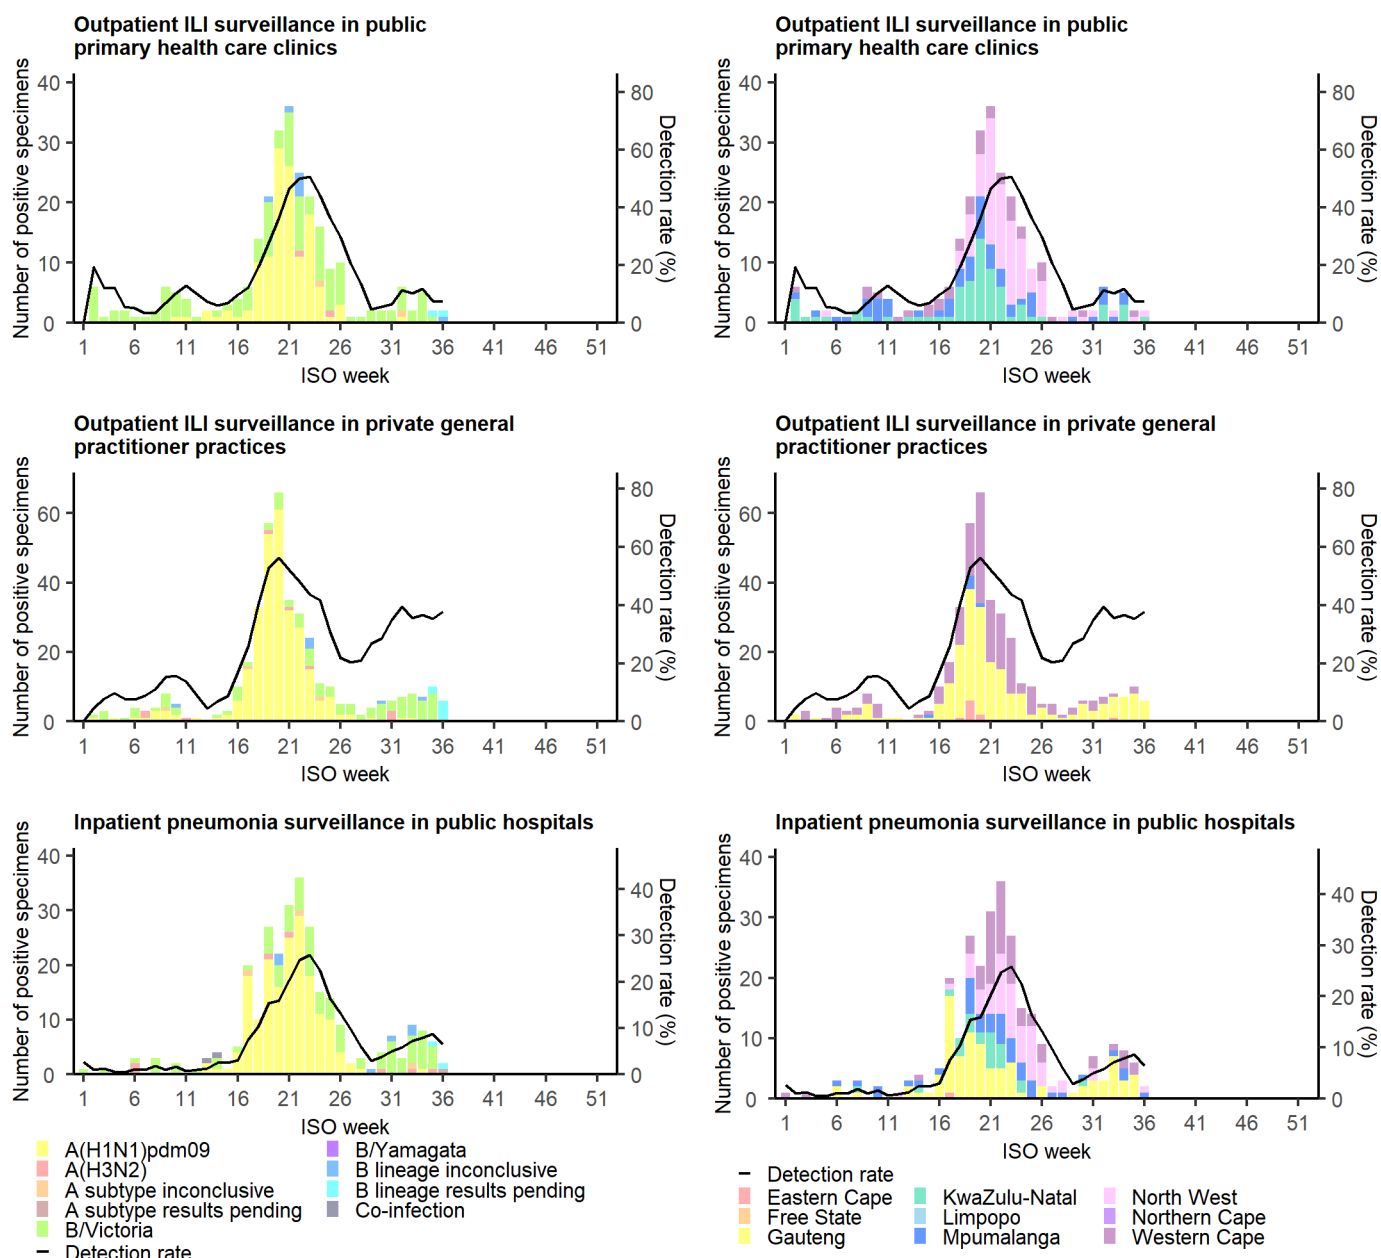 Outpatient ILI surveillance in public
primary health care clinics
40
30
20
10
0
80
60
40
20
0
Number of positive specimens
Detection rate (%)
1 6 11 16 21 26 31 36 41 46 51
ISO week
Outpatient ILI surveillance in public
primary health care clinics
40
30
20
10
0
80
60
40
20
0
Number of positive specimens
Detection rate (%)
1 6 11 16 21 26 31 36 41 46 51
ISO week
Outpatient ILI surveillance in private general
practitioner practices
60
40
20
0
80
60
40
20
0
Number of positive specimens
Detection rate (%)
1 6 11 16 21 26 31 36 41 46 51
ISO week
Outpatient ILI surveillance in private general
practitioner practices
60
40
20
0
80
60
40
20
0
Number of positive specimens
Detection rate (%)
1 6 11 16 21 26 31 36 41 46 51
ISO week
Inpatient pneumonia surveillance in public hospitals
40
30
20
10
0
40
30
20
10
0
Number of positive specimens
Detection rate (%)
1 6 11 16 21 26 31 36 41 46 51
ISO week
A(H1N1)pdm09
A(H3N2)
A subtype inconclusive
A subtype results pending
B/Victoria
Detection rate
B/Yamagata
B lineage inconclusive
B lineage results pending
Co-infection
Inpatient pneumonia surveillance in public hospitals
40
30
20
10
0
40
30
20
10
0
Number of positive specimens
Detection rate (%)
1 6 11 16 21 26 31 36 41 46 51
ISO week
Detection rate
Eastern Cape
Free State
Gauteng
KwaZulu-Natal
Limpopo
Mpumalanga
North West
Northern Cape
Western Cape